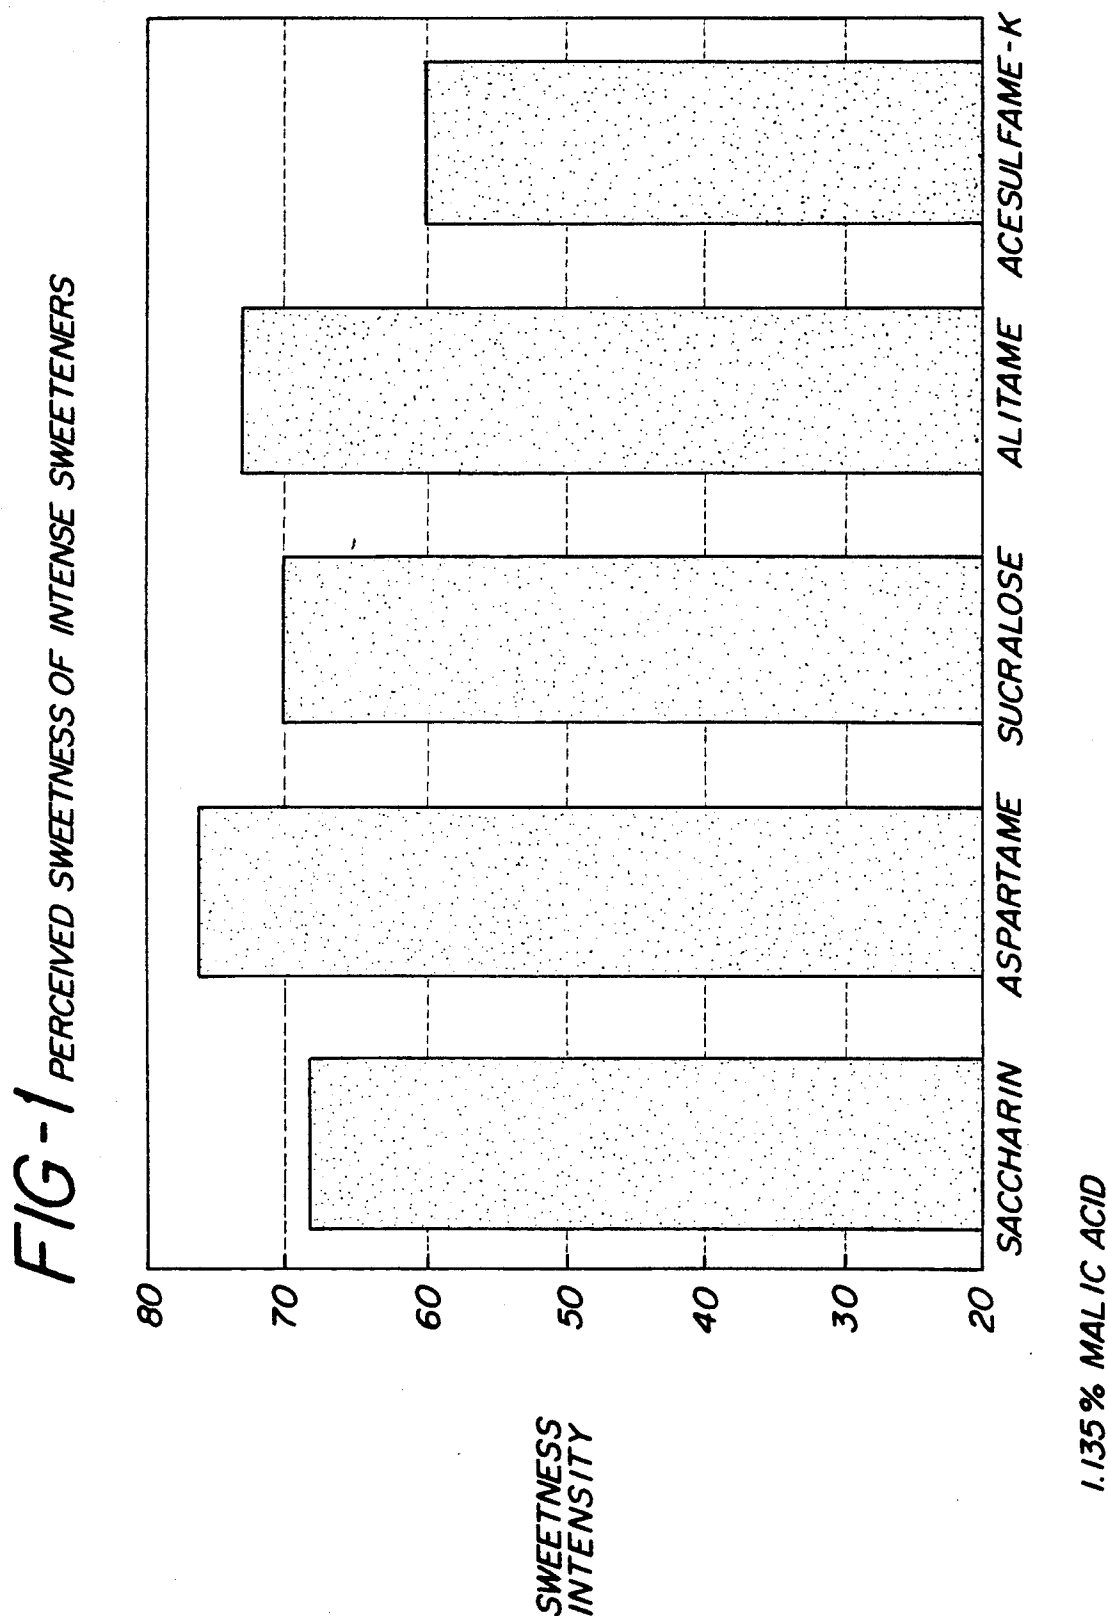 FIG-1 PERCEIVED SWEETNESS OF INTENSE SWEETENERS
80
70
60
50
40
30
20
SWEETNESS
INTENSITY
SACCHARIN
ASPARTAME
SUCRALOSE
ALITAME
ACESULFAME-K
1.135% MALIC ACID